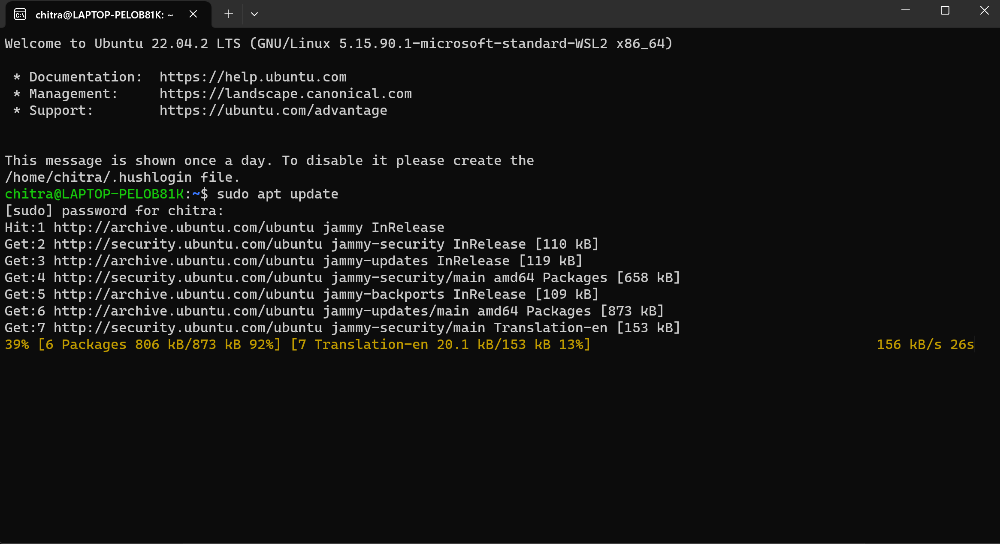 chitra@LAPTOP-PELOB81K: ~
Welcome to Ubuntu 22.04.2 LTS (GNU/Linux 5.15.90.1-microsoft-standard-WSL2 x86_64)
* Documentation:  https://help.ubuntu.com
* Management:     https://landscape.canonical.com
* Support:        https://ubuntu.com/advantage
This message is shown once a day. To disable it please create the
/home/chitra/.hushlogin file.
chitra@LAPTOP-PELOB81K:~$ sudo apt update
[sudo] password for chitra:
Hit:1 http://archive.ubuntu.com/ubuntu jammy InRelease
Get:2 http://security.ubuntu.com/ubuntu jammy-security InRelease [110 kB]
Get:3 http://archive.ubuntu.com/ubuntu jammy-updates InRelease [119 kB]
Get:4 http://security.ubuntu.com/ubuntu jammy-security/main amd64 Packages [658 kB]
Get:5 http://archive.ubuntu.com/ubuntu jammy-backports InRelease [109 kB]
Get:6 http://archive.ubuntu.com/ubuntu jammy-updates/main amd64 Packages [873 kB]
Get:7 http://security.ubuntu.com/ubuntu jammy-security/main Translation-en [153 kB]
39% [6 Packages 806 kB/873 kB 92%] [7 Translation-en 20.1 kB/153 kB 13%] 156 kB/s 26s